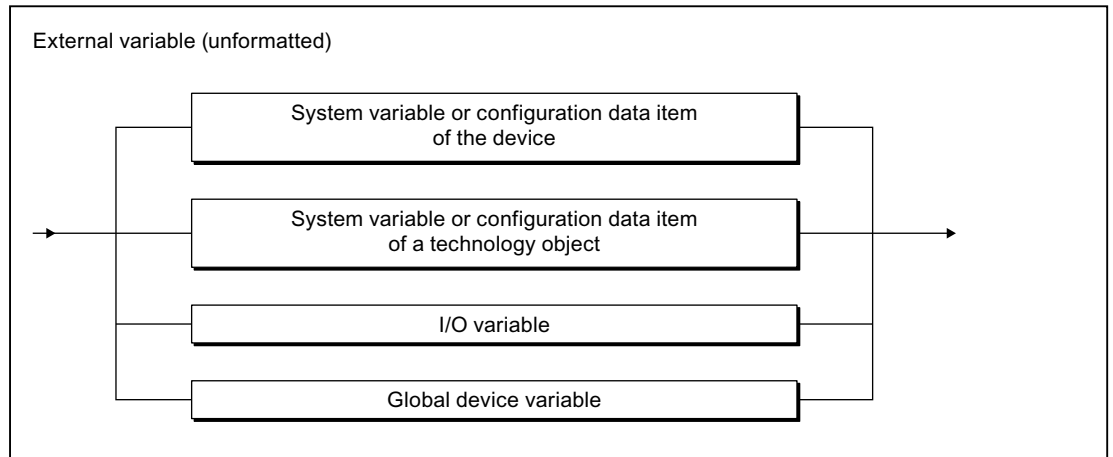 External variable (unformatted)
System variable or configuration data item
of the device
System variable or configuration data item
of a technology object
I/O variable
Global device variable